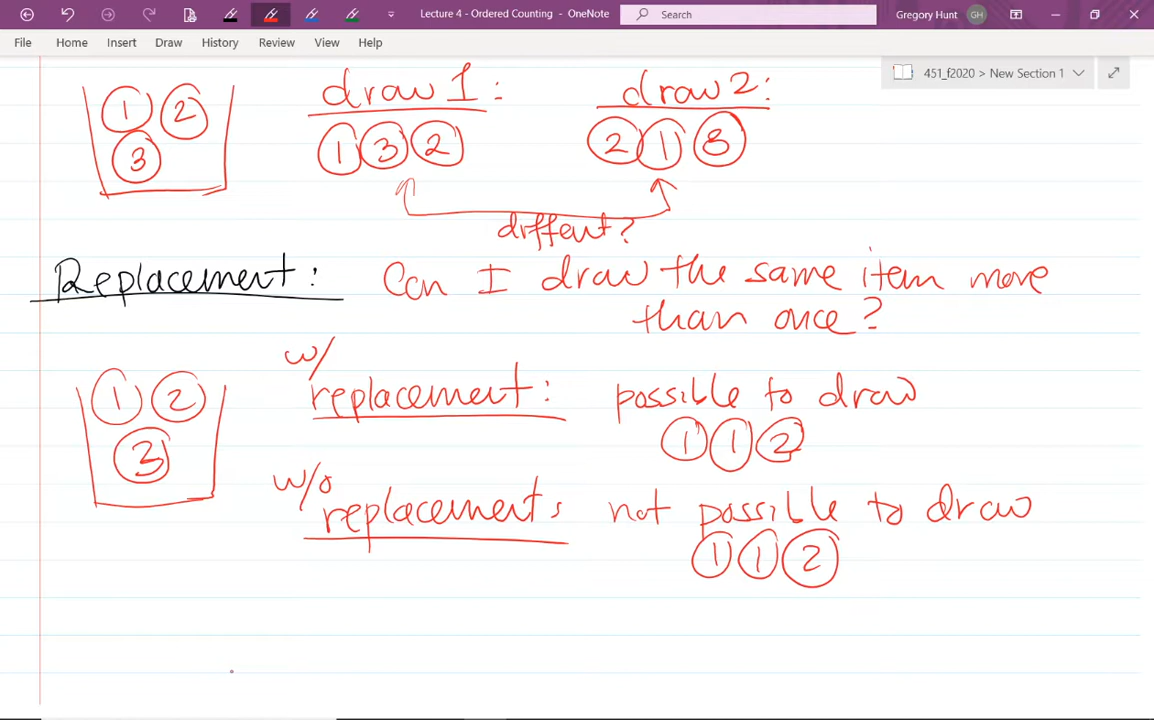 Lecture 4 - Ordered Counting - OneNote
Search
Gregory Hunt GH
File Home Insert Draw History Review View Help
451_f2020 > New Section 1
draw 1: draw 2:
1 2
3
1 3 2 2 1 3
diffent?
Replacement: Can I draw the same item more
than once?
w/
replacement: possible to draw
1 2
3
1 1 2
w/o
replacement: not possible to draw
1 1 2